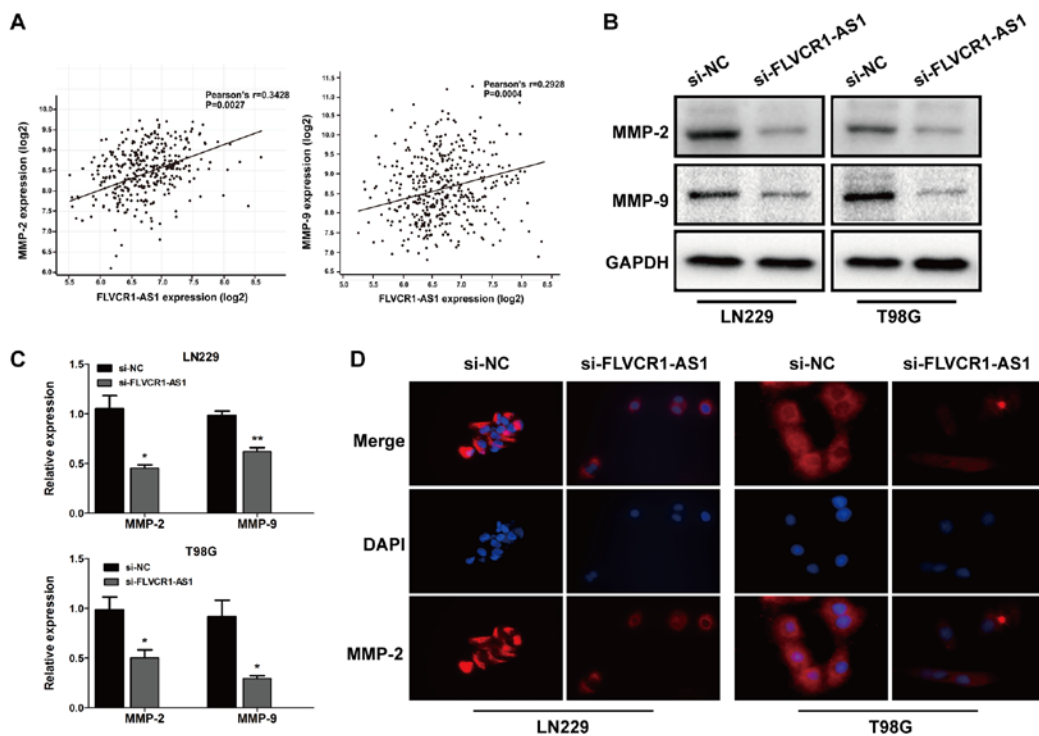 A
Pearson's r=0.3428
P=0.0027
MMP-2 expression (log2)
10.0
9.5
9.0
8.5
8.0
7.5
7.0
6.5
6.0
5.5 6.0 6.5 7.0 7.5 8.0 8.5
FLVCR1-AS1 expression (log2)
Pearson's r=0.2928
P=0.0004
MMP-9 expression (log2)
11.5
11.0
10.5
10.0
9.5
9.0
8.5
8.0
7.5
7.0
6.5
5.0 5.5 6.0 6.5 7.0 7.5 8.0 8.5
FLVCR1-AS1 expression (log2)
B
si-NC si-FLVCR1-AS1 si-NC si-FLVCR1-AS1
MMP-2
MMP-9
GAPDH
LN229 T98G
C
LN229
si-NC
si-FLVCR1-AS1
Relative expression
1.5
1.0
0.5
0.0
* **
MMP-2 MMP-9
T98G
si-NC
si-FLVCR1-AS1
Relative expression
1.5
1.0
0.5
0.0
* *
MMP-2 MMP-9
D
si-NC si-FLVCR1-AS1 si-NC si-FLVCR1-AS1
Merge
DAPI
MMP-2
LN229 T98G